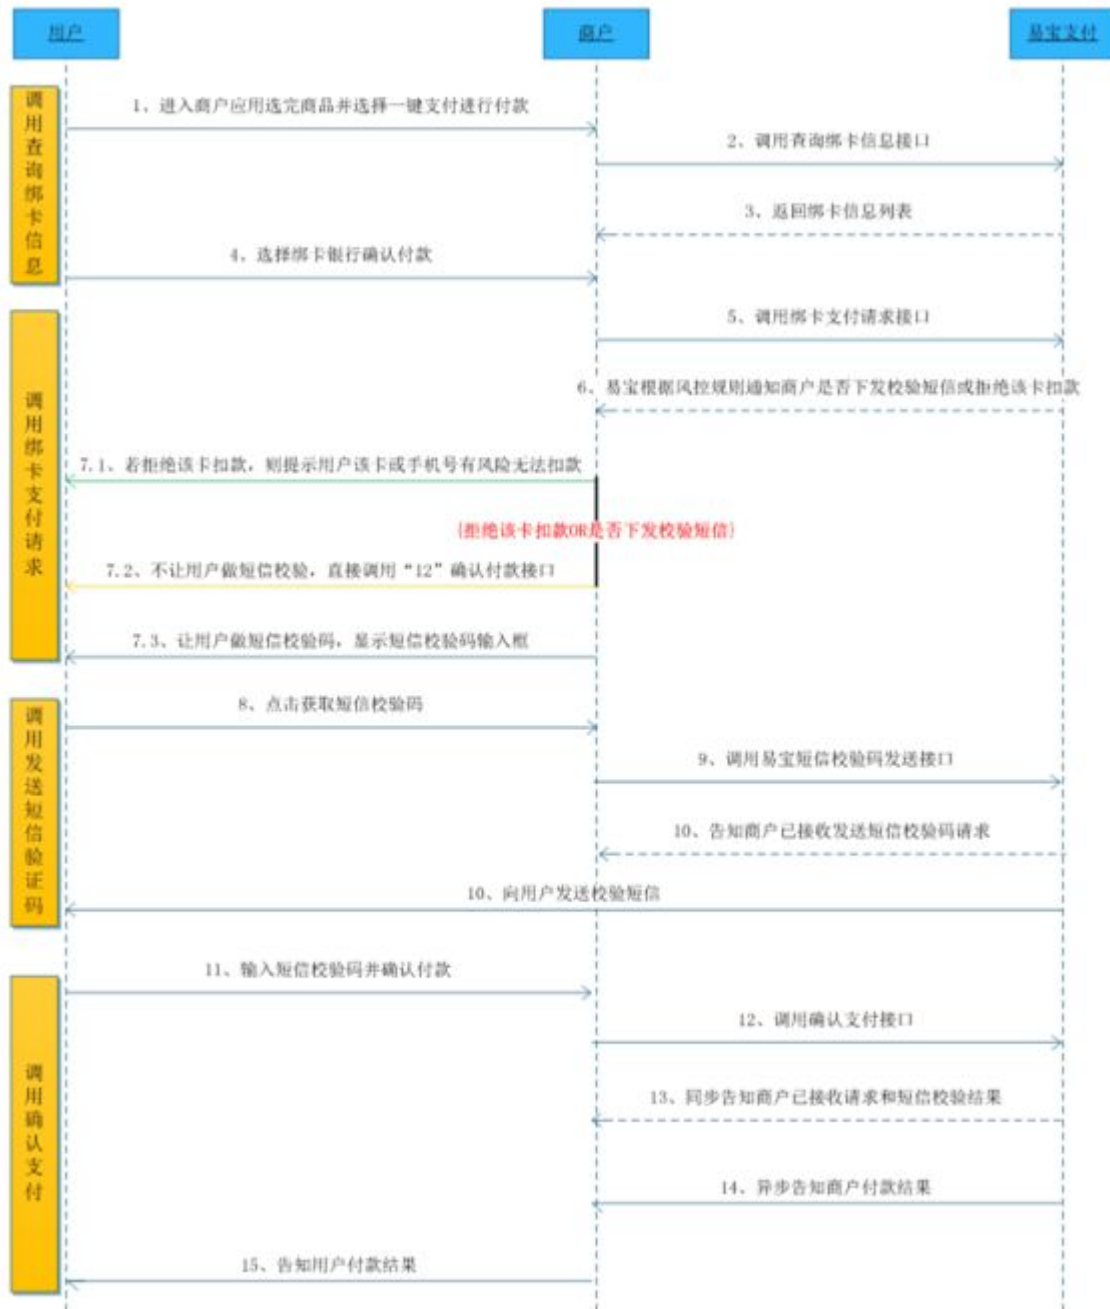 用户
商户
易宝支付
调用查询绑卡信息
1、进入商户应用选完商品并选择一键支付进行付款
2、调用查询绑卡信息接口
3、返回绑卡信息列表
4、选择绑卡银行确认付款
调用绑卡支付请求
5、调用绑卡支付请求接口
6、易宝根据风控规则通知商户是否下发校验短信或拒绝该卡扣款
7.1、若拒绝该卡扣款，则提示用户该卡或手机号有风险无法扣款
{拒绝该卡扣款OR是否下发校验短信}
7.2、不让用户做短信校验，直接调用“12”确认付款接口
7.3、让用户做短信校验码，显示短信校验码输入框
调用发送短信验证码
8、点击获取短信校验码
9、调用易宝短信校验码发送接口
10、告知商户已接收发送短信校验码请求
10、向用户发送校验短信
调用确认支付
11、输入短信校验码并确认付款
12、调用确认支付接口
13、同步告知商户已接收请求和短信校验结果
14、异步告知商户付款结果
15、告知用户付款结果